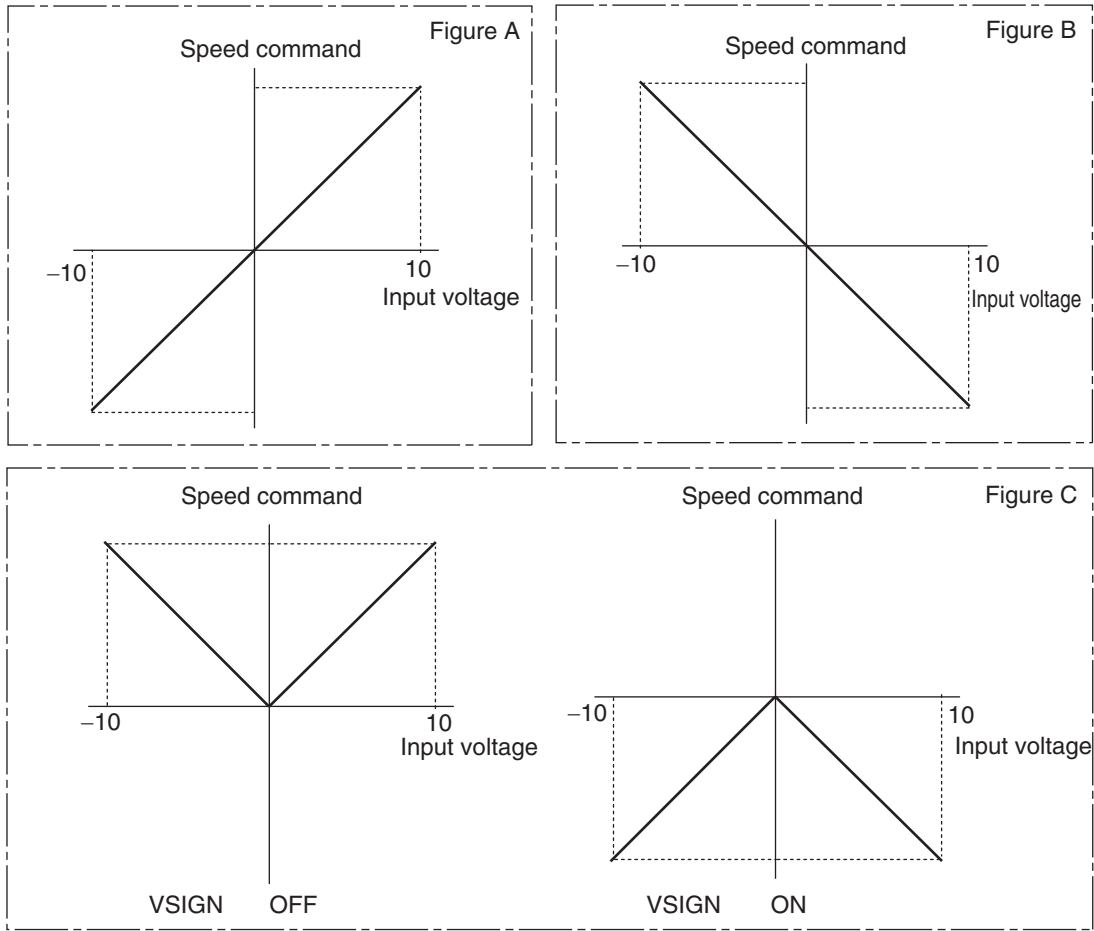 Figure A
Speed command
−10
10
Input voltage
Figure B
Speed command
−10
10
Input voltage
Figure C
Speed command
−10
10
Input voltage
VSIGN OFF
Speed command
−10
10
Input voltage
VSIGN ON